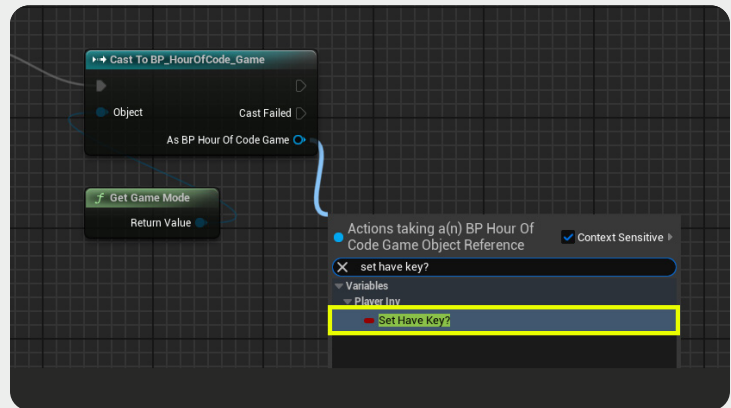 Cast To BP_HourOfCode_Game
Object
Cast Failed
As BP Hour Of Code Game
f Get Game Mode
Return Value
Actions taking a(n) BP Hour Of
Code Game Object Reference
Context Sensitive
set have key?
Variables
Player Inv
Set Have Key?